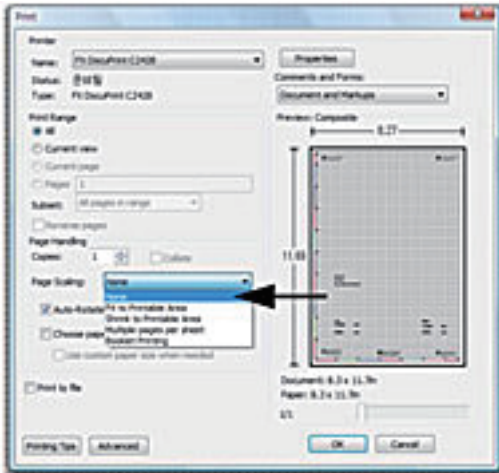 Print
Printer
Name: FX DocuPrint C2428
Properties
Status: 준비됨
Comments and Forms:
Type: FX DocuPrint C2428
Document and Markups
Print Range
Preview: Composite
All
8.27
Current view
Current page
Pages 1
Subset: All pages in range
Reverse pages
Page Handling
11.69
Copies: 1
Collate
Page Scaling: None
None
Fit to Printable Area
Shrink to Printable Area
Multiple pages per sheet
Booklet Printing
Auto-Rotate
Choose pape
Use custom paper size when needed
Print to file
Document: 8.3 x 11.7in
Paper: 8.3 x 11.7in
1/1
Printing Tips
Advanced
OK
Cancel